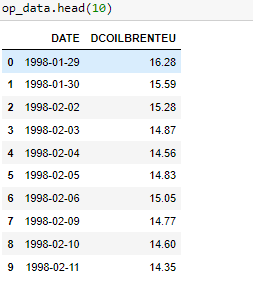 op_data.head(10)
DATE DCOILBRENTEU
0 1998-01-29 16.28
1 1998-01-30 15.59
2 1998-02-02 15.28
3 1998-02-03 14.87
4 1998-02-04 14.56
5 1998-02-05 14.83
6 1998-02-06 15.05
7 1998-02-09 14.77
8 1998-02-10 14.60
9 1998-02-11 14.35